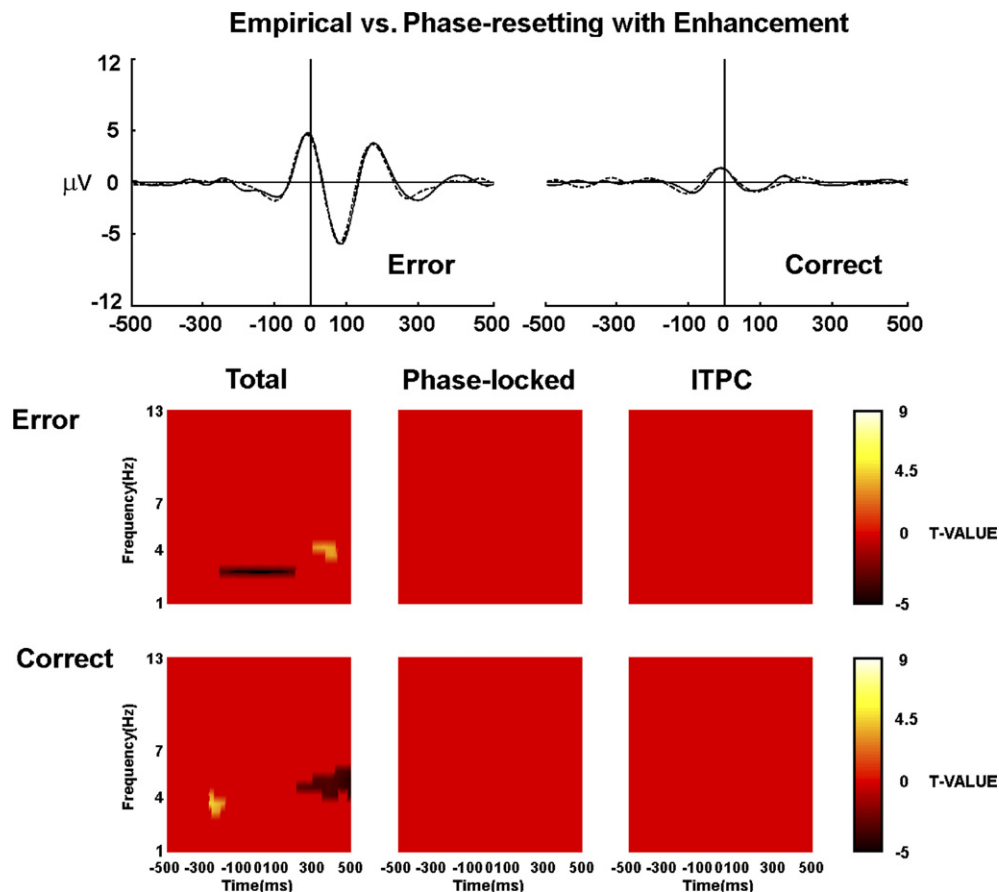 Empirical vs. Phase-resetting with Enhancement
12
5
µV 0
-5
-12
Error
Correct
-500 -300 -100 0 100 300 500
-500 -300 -100 0 100 300 500
Total Phase-locked ITPC
Error
Frequency(Hz)
13
7
4
1
9
4.5
0 T-VALUE
-5
Correct
Frequency(Hz)
13
7
4
1
9
4.5
0 T-VALUE
-5
-500 -300 -100 0 100 300 500
-500 -300 -100 0 100 300 500
-500 -300 -100 0 100 300 500
Time(ms) Time(ms) Time(ms)